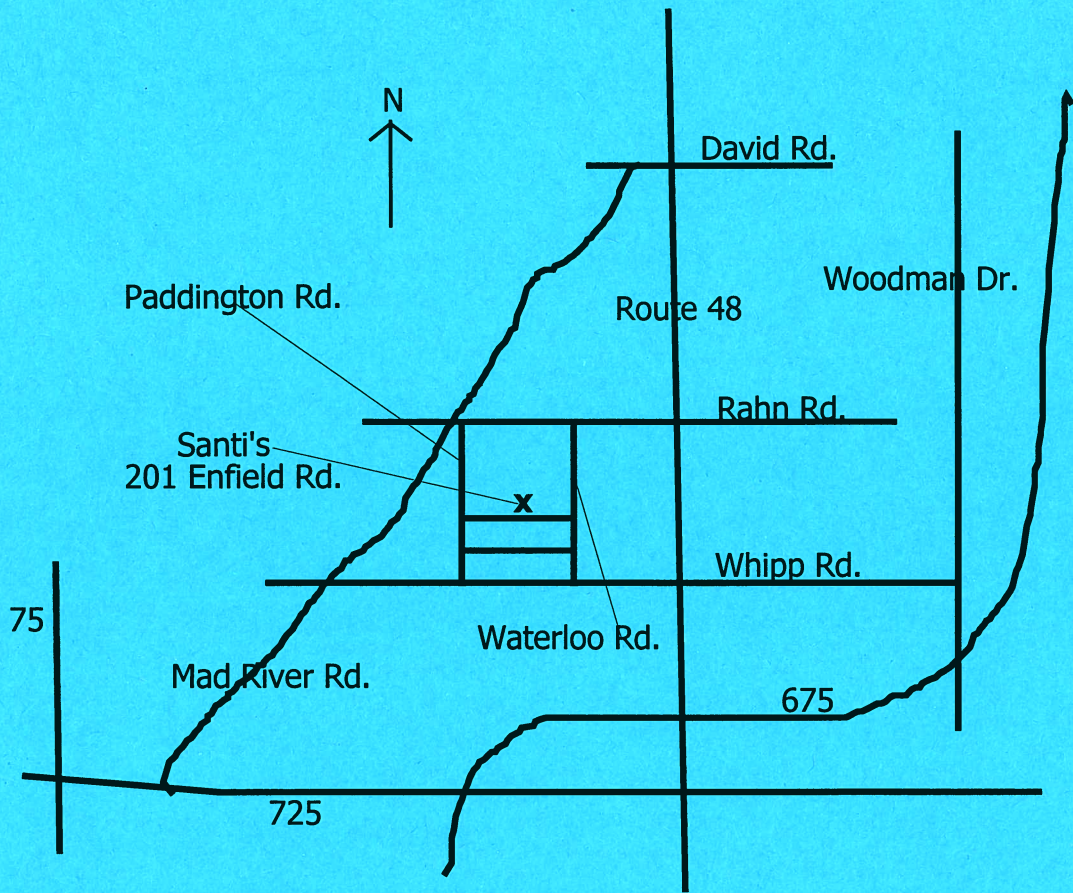 N
David Rd.
Woodman Dr.
Paddington Rd.
Route 48
Rahn Rd.
Santi's
201 Enfield Rd.
x
Whipp Rd.
75
Waterloo Rd.
Mad River Rd.
675
725